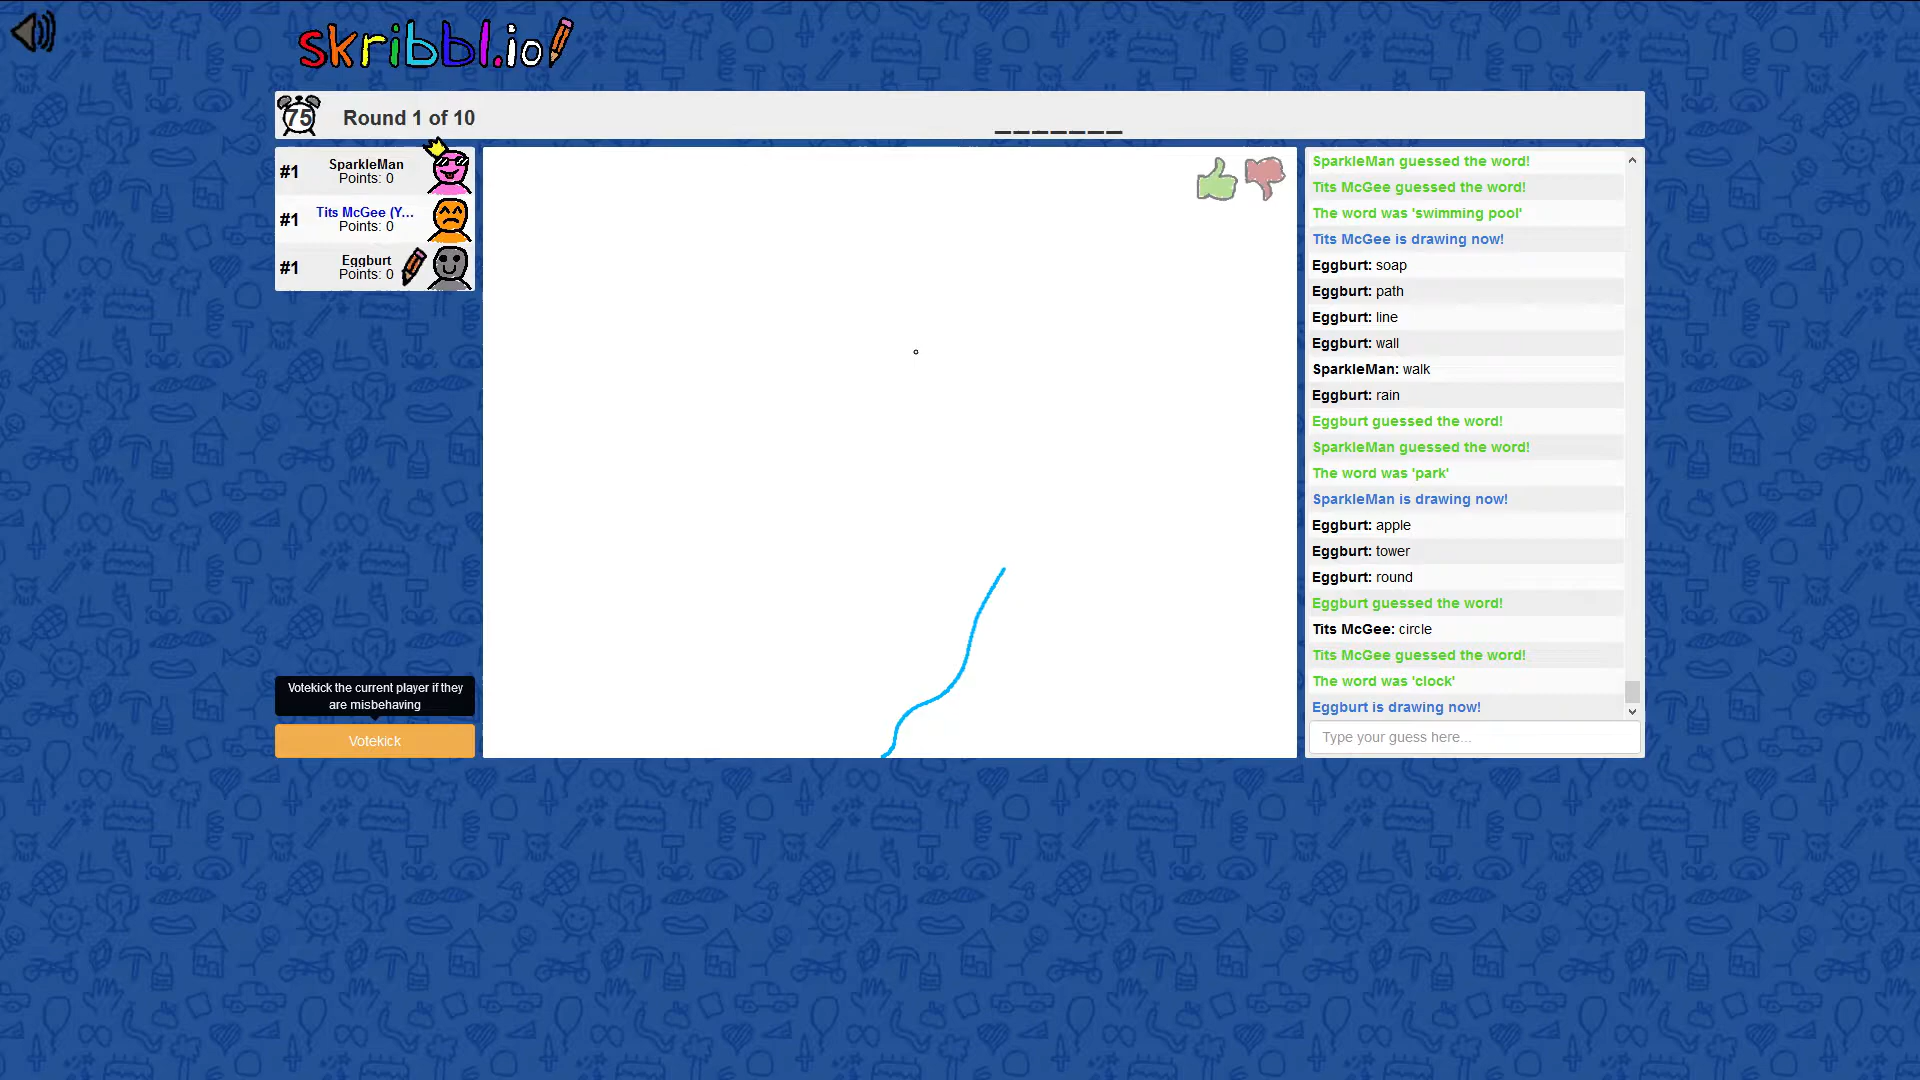 skribbl.io
75
Round 1 of 10
_______
#1
SparkleMan
Points: 0
#1
Tits McGee (Y...
Points: 0
#1
Eggburt
Points: 0
Votekick the current player if they
are misbehaving
Votekick
SparkleMan guessed the word!
Tits McGee guessed the word!
The word was 'swimming pool'
Tits McGee is drawing now!
Eggburt: soap
Eggburt: path
Eggburt: line
Eggburt: wall
SparkleMan: walk
Eggburt: rain
Eggburt guessed the word!
SparkleMan guessed the word!
The word was 'park'
SparkleMan is drawing now!
Eggburt: apple
Eggburt: tower
Eggburt: round
Eggburt guessed the word!
Tits McGee: circle
Tits McGee guessed the word!
The word was 'clock'
Eggburt is drawing now!
Type your guess here...